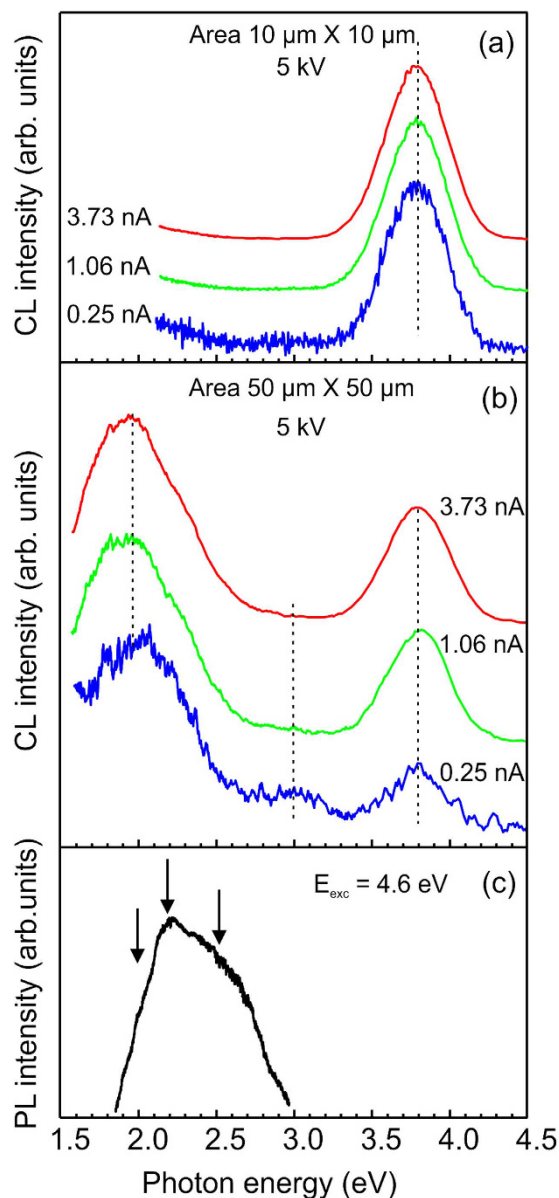 Area 10 µm X 10 µm
(a)
5 kV
CL intensity (arb. units)
3.73 nA
1.06 nA
0.25 nA
Area 50 µm X 50 µm
(b)
5 kV
CL intensity (arb. units)
3.73 nA
1.06 nA
0.25 nA
E_exc = 4.6 eV
(c)
PL intensity (arb.units)
1.5 2.0 2.5 3.0 3.5 4.0 4.5
Photon energy (eV)